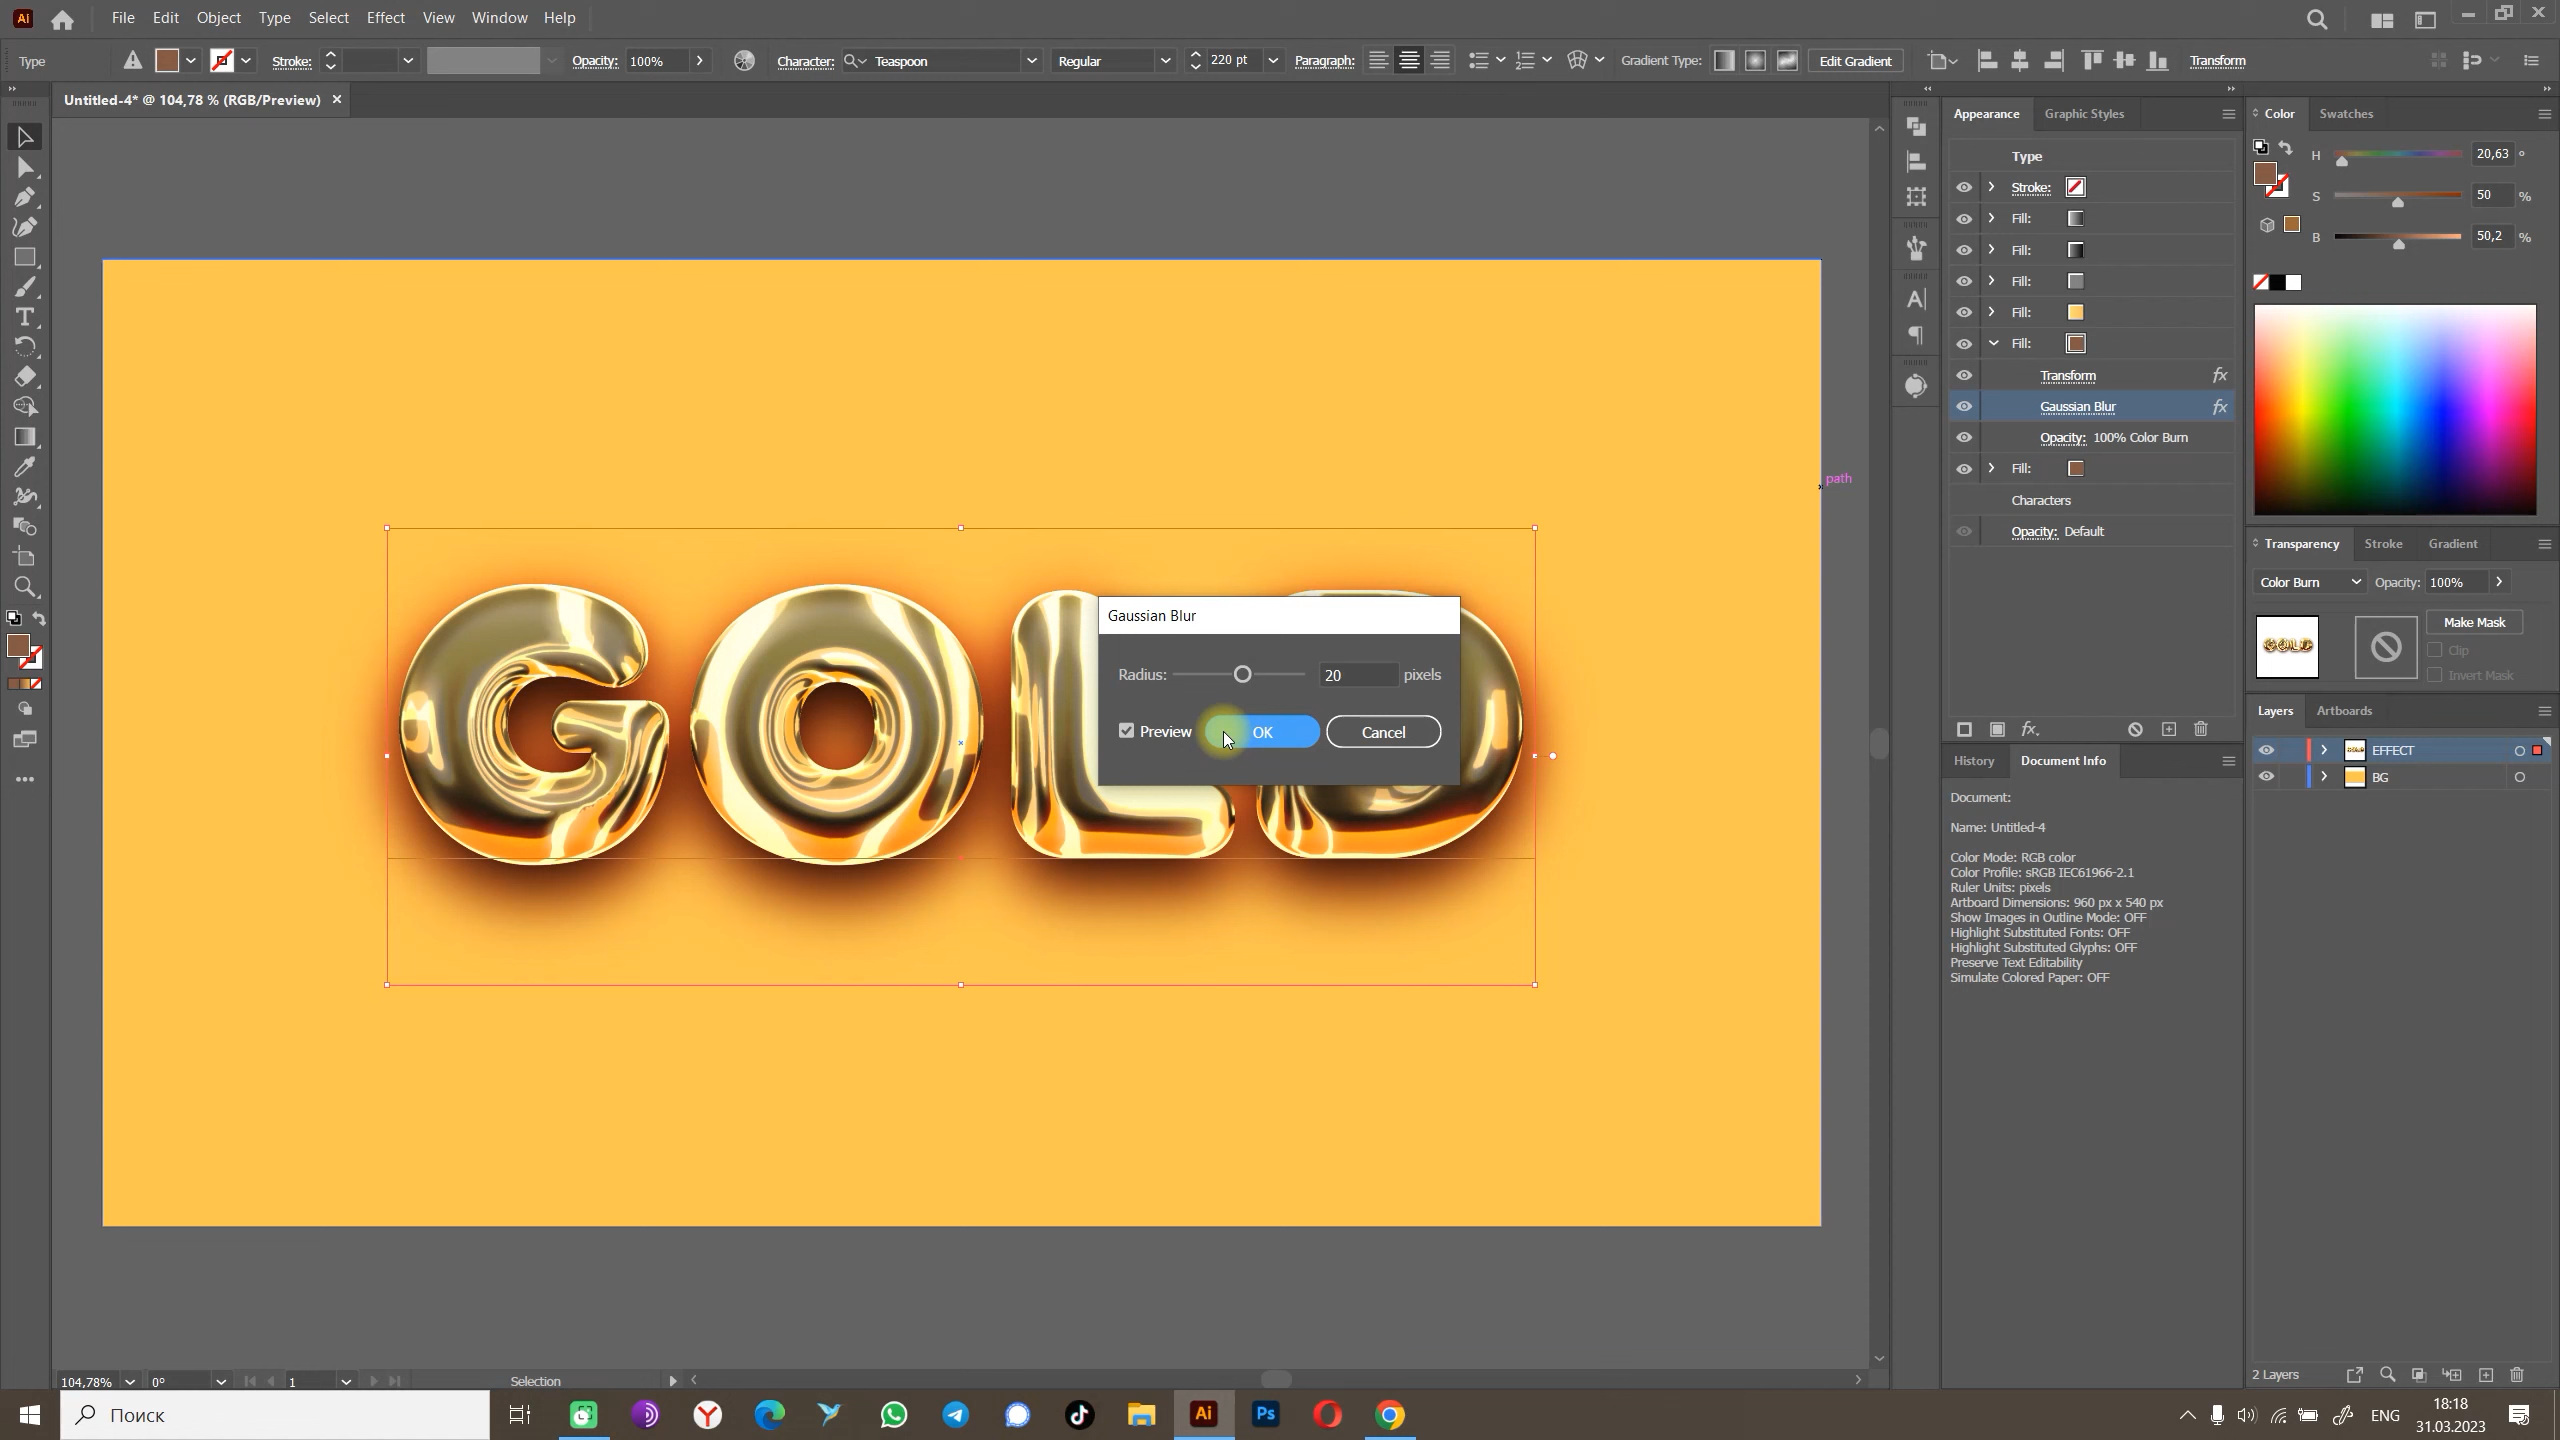 Ai File Edit Object Type Select Effect View Window Help
Type Stroke: Opacity: 100% Character: Teaspoon Regular 220 pt Paragraph: Gradient Type: Edit Gradient Transform
Untitled-4* @ 104,78 % (RGB/Preview) ×
Appearance Graphic Styles
Type
Stroke:
Fill:
Fill:
Fill:
Fill:
Fill:
Transform fx
Gaussian Blur fx
Opacity: 100% Color Burn
Fill:
Characters
Opacity: Default
fx
Color Swatches
H 20,63 °
S 50 %
B 50,2 %
path
GOLD
Gaussian Blur
Radius: 20 pixels
Preview OK Cancel
Transparency Stroke Gradient
Color Burn Opacity: 100%
GOLD
Make Mask
Clip
Invert Mask
Layers Artboards
EFFECT
BG
2 Layers
History Document Info
Document:
Name: Untitled-4
Color Mode: RGB color
Color Profile: sRGB IEC61966-2.1
Ruler Units: pixels
Artboard Dimensions: 960 px x 540 px
Show Images in Outline Mode: OFF
Highlight Substituted Fonts: OFF
Highlight Substituted Glyphs: OFF
Preserve Text Editability
Simulate Colored Paper: OFF
104,78% 0° 1 Selection
Поиск
Ai Ps
ENG
18:18
31.03.2023